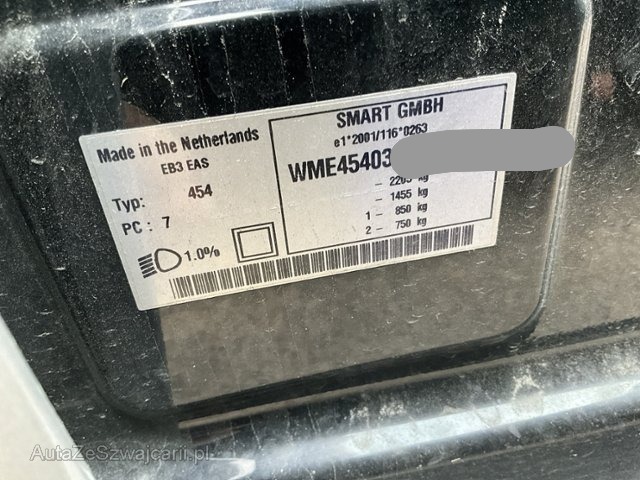 Made in the Netherlands
EB3 EAS
Typ: 454
PC : 7
1.0%
SMART GMBH
e1*2001/116*0263
WME45403
– kg
– 1455 kg
1 – 850 kg
2 – 750 kg
AutaZeSzwajcarii.pl